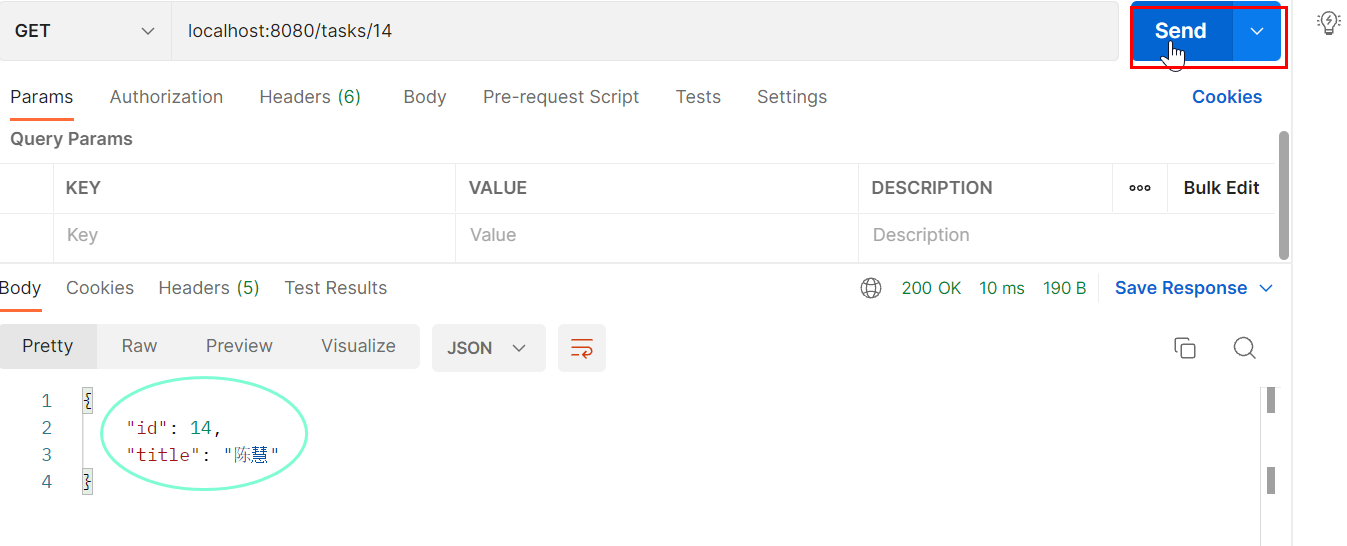 GET localhost:8080/tasks/14 Send
Params Authorization Headers (6) Body Pre-request Script Tests Settings Cookies
Query Params
KEY VALUE DESCRIPTION ooo Bulk Edit
Key Value Description
Body Cookies Headers (5) Test Results 200 OK 10 ms 190 B Save Response
Pretty Raw Preview Visualize JSON
1 {
2 "id": 14,
3 "title": "陈慧"
4 }